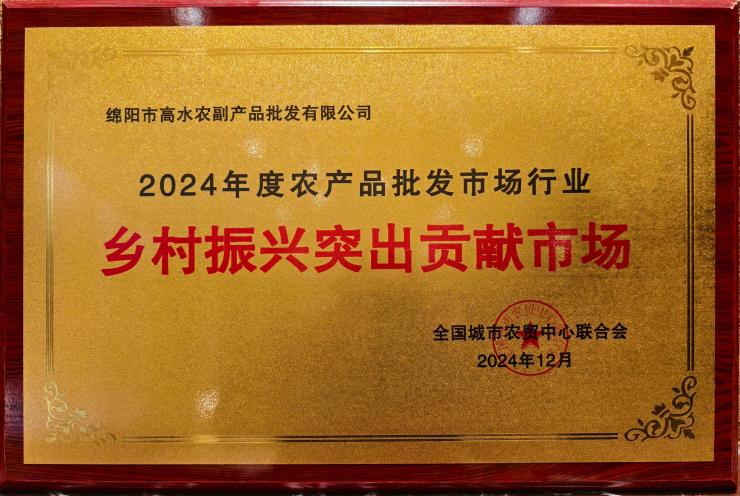 绵阳市高水农副产品批发有限公司
2024年度农产品批发市场行业
乡村振兴突出贡献市场
全国城市农贸中心联合会
2024年12月